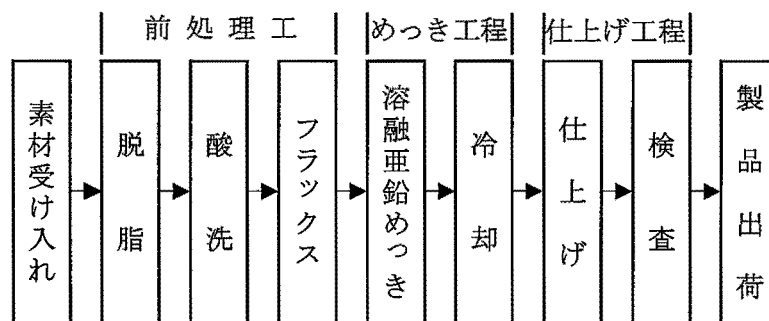 前処理工
めっき工程
仕上げ工程
素材受け入れ
脱脂
酸洗
フラックス
溶融亜鉛めっき
冷却
仕上げ
検査
製品出荷